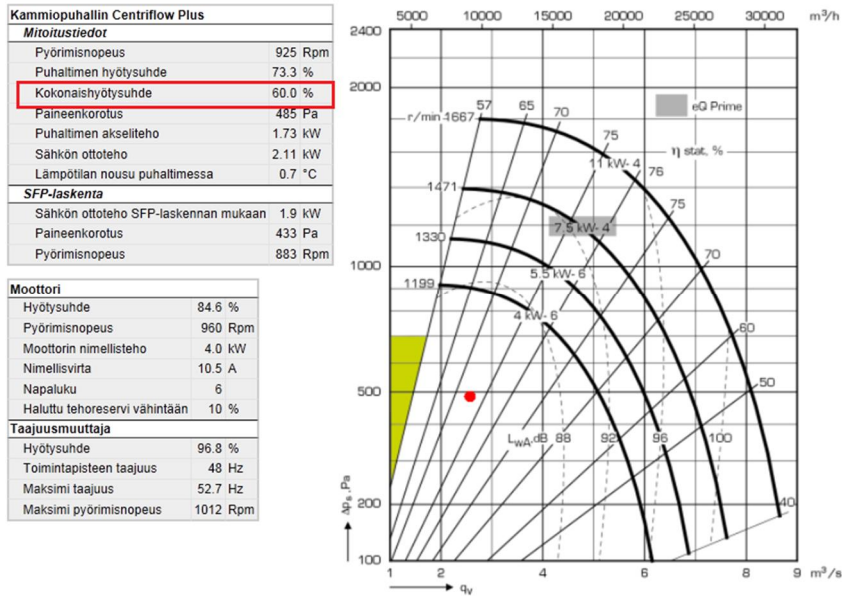 Kammiopuhallin Centriflow Plus
Mitoitustiedot
Pyörimisnopeus 925 Rpm
Puhaltimen hyötysuhde 73.3 %
Kokonaishyötysuhde 60.0 %
Paineenkorotus 485 Pa
Puhaltimen akseliteho 1.73 kW
Sähkön ottoteho 2.11 kW
Lämpötilan nousu puhaltimessa 0.7 °C
SFP-laskenta
Sähkön ottoteho SFP-laskennan mukaan 1.9 kW
Paineenkorotus 433 Pa
Pyörimisnopeus 883 Rpm
Moottori
Hyötysuhde 84.6 %
Pyörimisnopeus 960 Rpm
Moottorin nimellisteho 4.0 kW
Nimellisvirta 10.5 A
Napaluku 6
Haluttu tehoreservi vähintään 10 %
Taajuusmuuttaja
Hyötysuhde 96.8 %
Toimintapisteen taajuus 48 Hz
Maksimi taajuus 52.7 Hz
Maksimi pyörimisnopeus 1012 Rpm
5000 10000 15000 20000 25000 30000 m³/h
2400
2000
1000
500
200
100
Δps,Pa
r/min 1667
57
65
70
75
76
75
70
60
50
40
eQ Prime
η stat. %
11 kW- 4
1471
7.5 kW- 4
1330
5.5 kW- 6
1199
4 kW- 6
LwA,dB 88 92 96 100
1 2 4 6 8 9 m³/s
qv